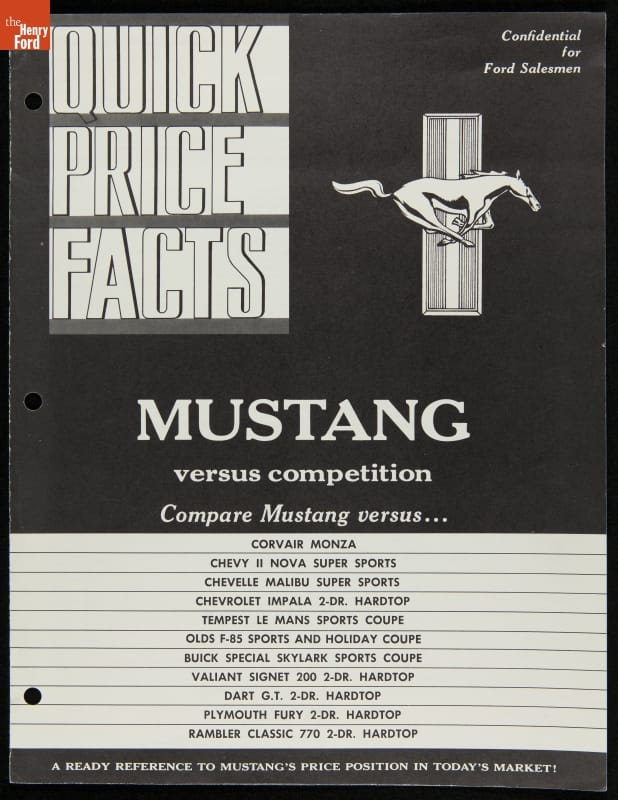 the
Henry
Ford
QUICK
PRICE
FACTS
Confidential
for
Ford Salesmen
MUSTANG
versus competition
Compare Mustang versus...
CORVAIR MONZA
CHEVY II NOVA SUPER SPORTS
CHEVELLE MALIBU SUPER SPORTS
CHEVROLET IMPALA 2-DR. HARDTOP
TEMPEST LE MANS SPORTS COUPE
OLDS F-85 SPORTS AND HOLIDAY COUPE
BUICK SPECIAL SKYLARK SPORTS COUPE
VALIANT SIGNET 200 2-DR. HARDTOP
DART G.T. 2-DR. HARDTOP
PLYMOUTH FURY 2-DR. HARDTOP
RAMBLER CLASSIC 770 2-DR. HARDTOP
A READY REFERENCE TO MUSTANG'S PRICE POSITION IN TODAY'S MARKET!